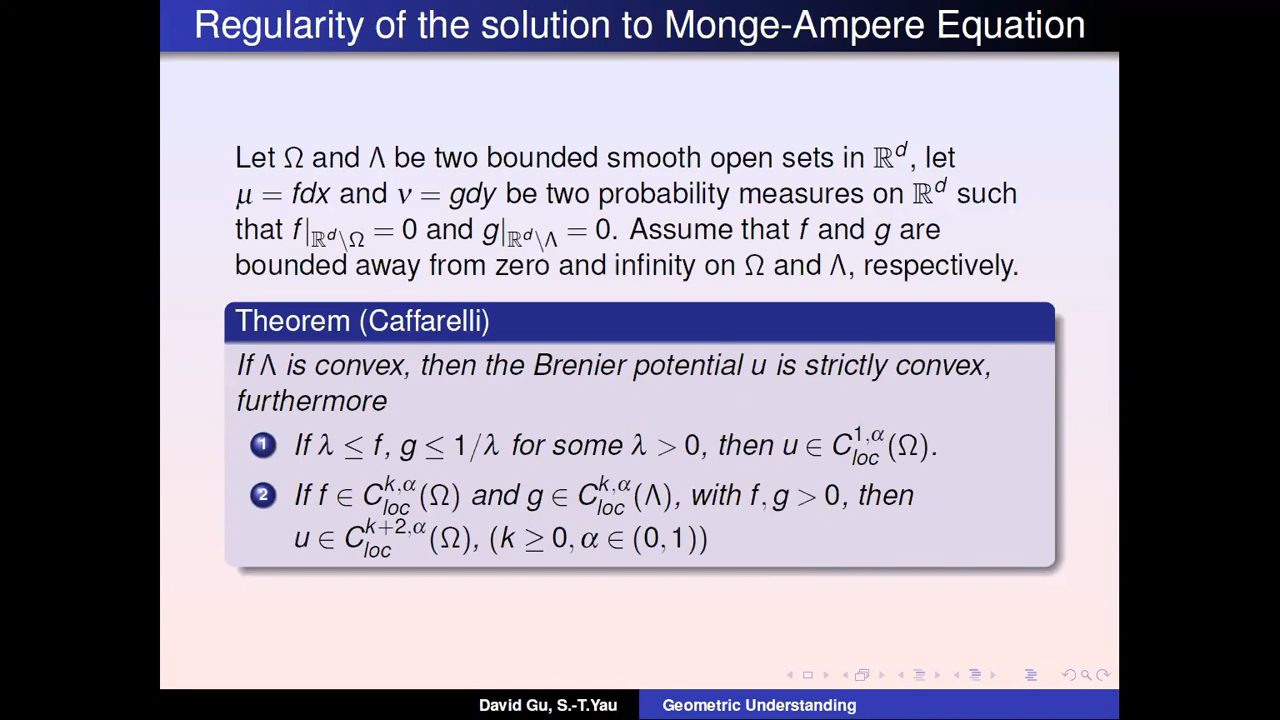 Regularity of the solution to Monge-Ampere Equation
Let Ω and Λ be two bounded smooth open sets in ℝ^d, let
μ = fdx and ν = gdy be two probability measures on ℝ^d such
that f|_{ℝ^d\Ω} = 0 and g|_{ℝ^d\Λ} = 0. Assume that f and g are
bounded away from zero and infinity on Ω and Λ, respectively.
Theorem (Caffarelli)
If Λ is convex, then the Brenier potential u is strictly convex,
furthermore
1 If λ ≤ f, g ≤ 1/λ for some λ > 0, then u ∈ C^{1,α}_{loc}(Ω).
2 If f ∈ C^{k,α}_{loc}(Ω) and g ∈ C^{k,α}_{loc}(Λ), with f, g > 0, then
u ∈ C^{k+2,α}_{loc}(Ω), (k ≥ 0, α ∈ (0, 1))
David Gu, S.-T.Yau Geometric Understanding